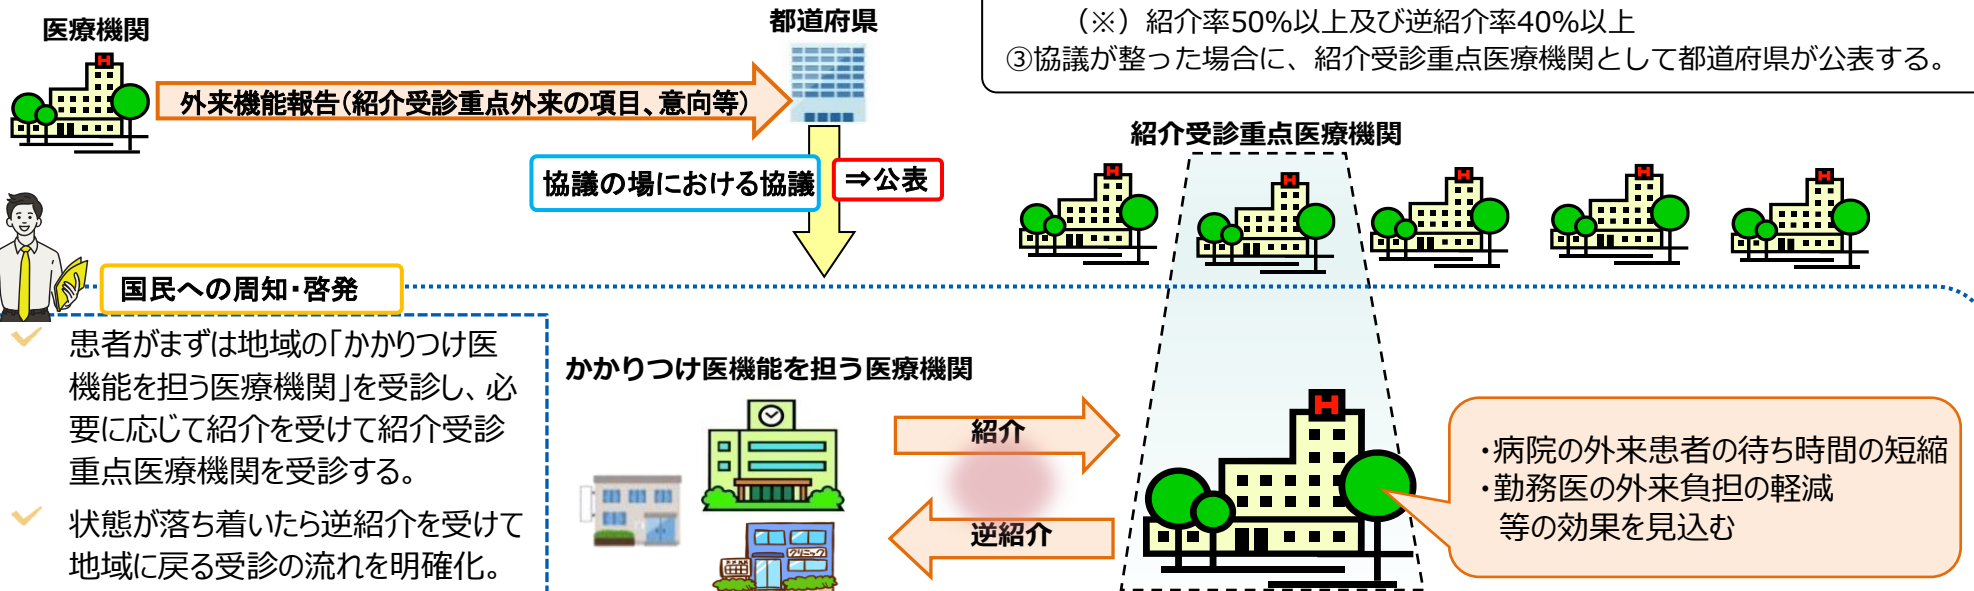 医療機関
都道府県
(※)紹介率50%以上及び逆紹介率40%以上
③協議が整った場合に、紹介受診重点医療機関として都道府県が公表する。
外来機能報告(紹介受診重点外来の項目、意向等)
協議の場における協議
⇒公表
紹介受診重点医療機関
国民への周知・啓発
患者がまずは地域の「かかりつけ医
機能を担う医療機関」を受診し、必
要に応じて紹介を受けて紹介受診
重点医療機関を受診する。
状態が落ち着いたら逆紹介を受けて
地域に戻る受診の流れを明確化。
かかりつけ医機能を担う医療機関
クリニック
紹介
逆紹介
・病院の外来患者の待ち時間の短縮
・勤務医の外来負担の軽減
等の効果を見込む
H
H
H
H
H
H
H